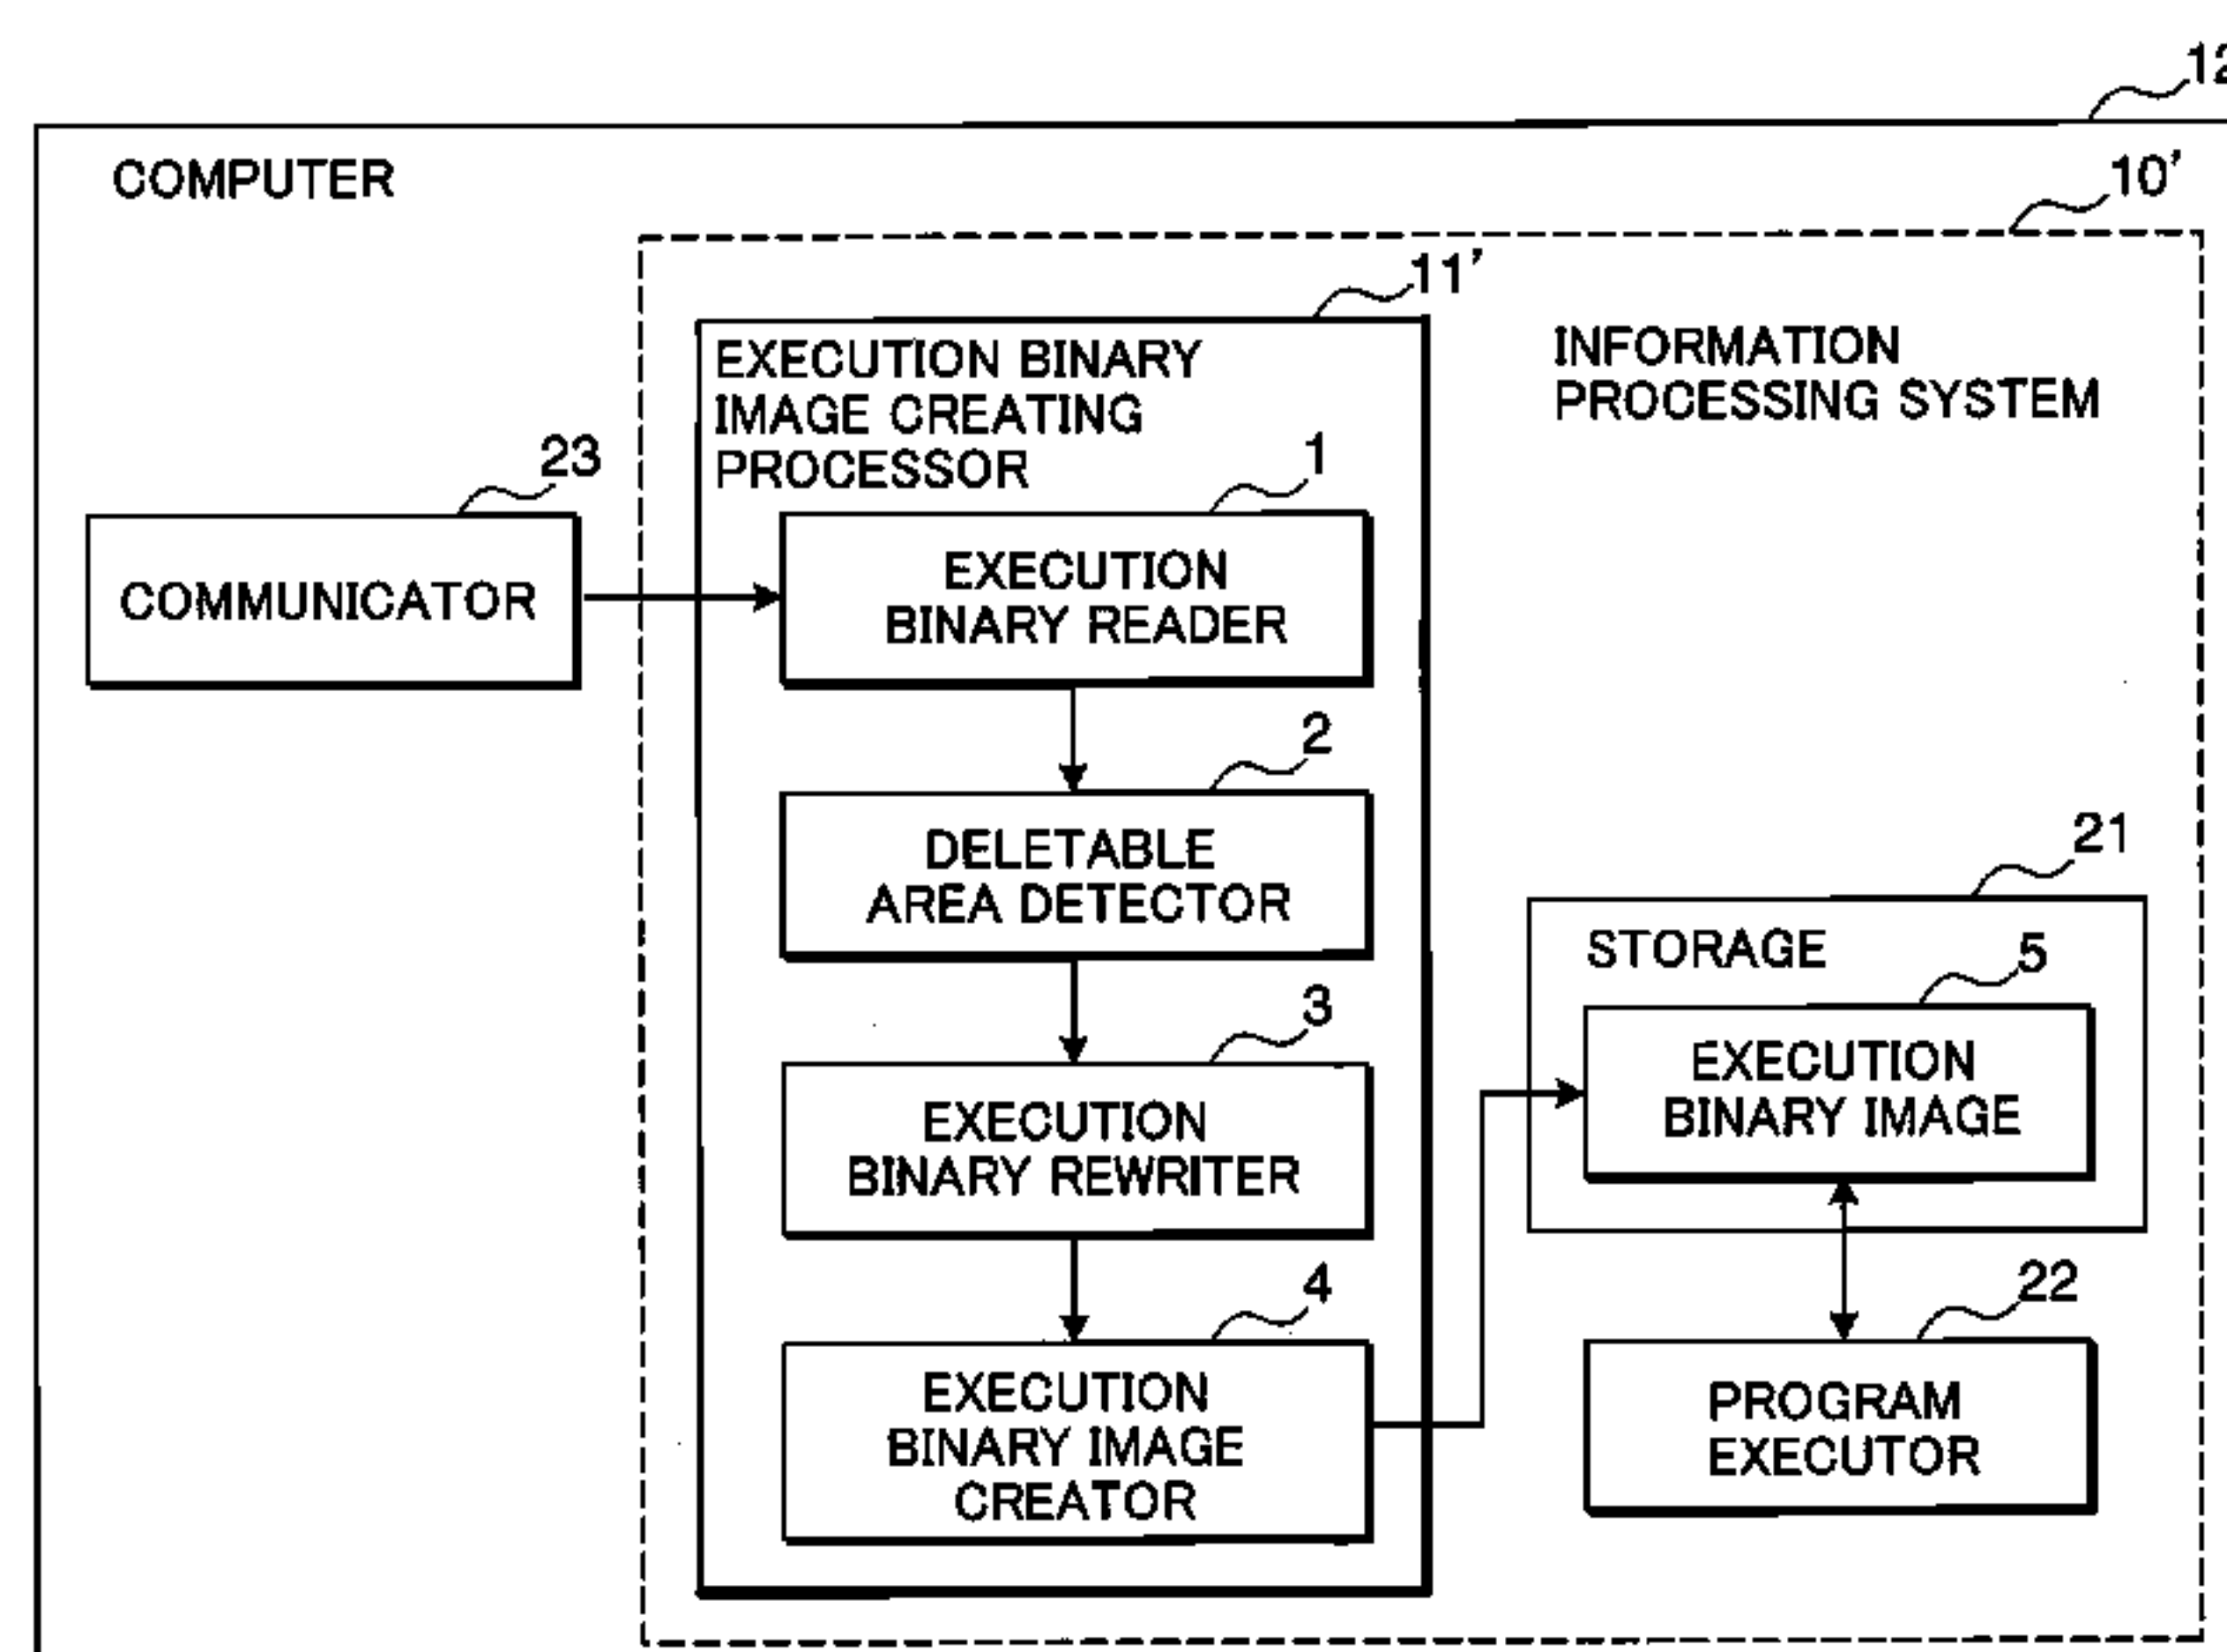 12
COMPUTER
10'
11'
EXECUTION BINARY
IMAGE CREATING
PROCESSOR
INFORMATION
PROCESSING SYSTEM
23
1
COMMUNICATOR
EXECUTION
BINARY READER
2
DELETABLE
AREA DETECTOR
21
STORAGE
5
3
EXECUTION
BINARY IMAGE
EXECUTION
BINARY REWRITER
4
22
EXECUTION
BINARY IMAGE
CREATOR
PROGRAM
EXECUTOR